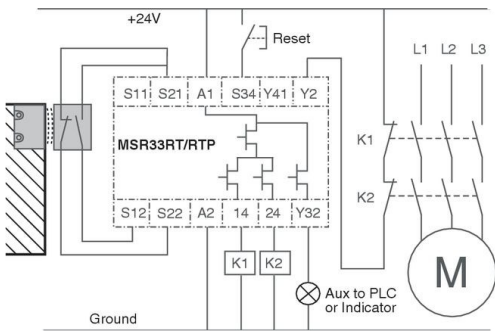 +24V
Reset
L1 L2 L3
S11 S21 A1 S34 Y41 Y2
MSR33RT/RTP
K1
K2
S12 S22 A2 14 24 Y32
K1 K2
M
Aux to PLC
or Indicator
Ground